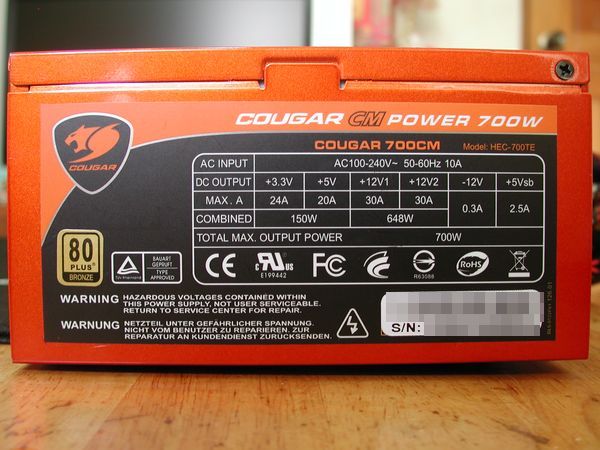 COUGAR CM POWER 700W
COUGAR 700CM Model: HEC-700TE
COUGAR
AC INPUT AC100-240V~ 50-60Hz 10A
DC OUTPUT +3.3V +5V +12V1 +12V2 -12V +5Vsb
MAX. A 24A 20A 30A 30A 0.3A 2.5A
COMBINED 150W 648W
TOTAL MAX. OUTPUT POWER 700W
80
PLUS
BRONZE
TÜVRheinland
BAUART
GEPRÜFT
TYPE
APPROVED
CE
c RU US
E199442
FC
R63588
RoHS
WARNING HAZARDOUS VOLTAGES CONTAINED WITHIN
THIS POWER SUPPLY, NOT USER SERVICEABLE.
RETURN TO SERVICE CENTER FOR REPAIR.
WARNUNG NETZTEIL UNTER GEFÄHRLICHER SPANNUNG
NICHT VOM BENUTZER ZU REPARIEREN. ZUR
REPARATUR AN KUNDENDIENST ZURÜCKSENDEN.
S/N: